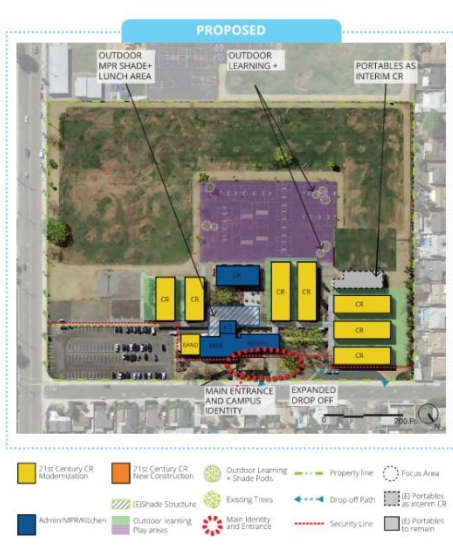 PROPOSED
OUTDOOR
MPR SHADE+
LUNCH AREA
OUTDOOR
LEARNING +
PORTABLES AS
INTERIM CR
LR
CR
CR
CR
CR
CR
CR
CR
BAND
MPR
MAIN ENTRANCE
AND CAMPUS
IDENTITY
EXPANDED
DROP OFF
0
200 Ft
N
21st Century CR
Modernization
21st Century CR
New Construction
Outdoor Learning
+ Shade Pods
Property line
Focus Area
(E)Shade Structure
Existing Trees
Drop off Path
(E) Portables
as interim CR
Admin/MPR/Kitchen
Outdoor learning
Play areas
Main Identity
and Entrance
Security Line
(E) Portables
to remain